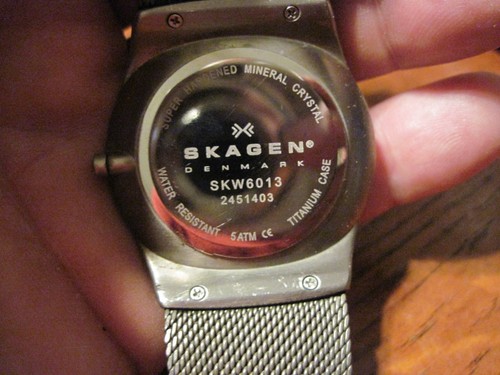 SUPER HARDENED MINERAL CRYSTAL
SKAGEN®
DENMARK
SKW6013
2451403
WATER RESISTANT 5ATM CE TITANIUM CASE